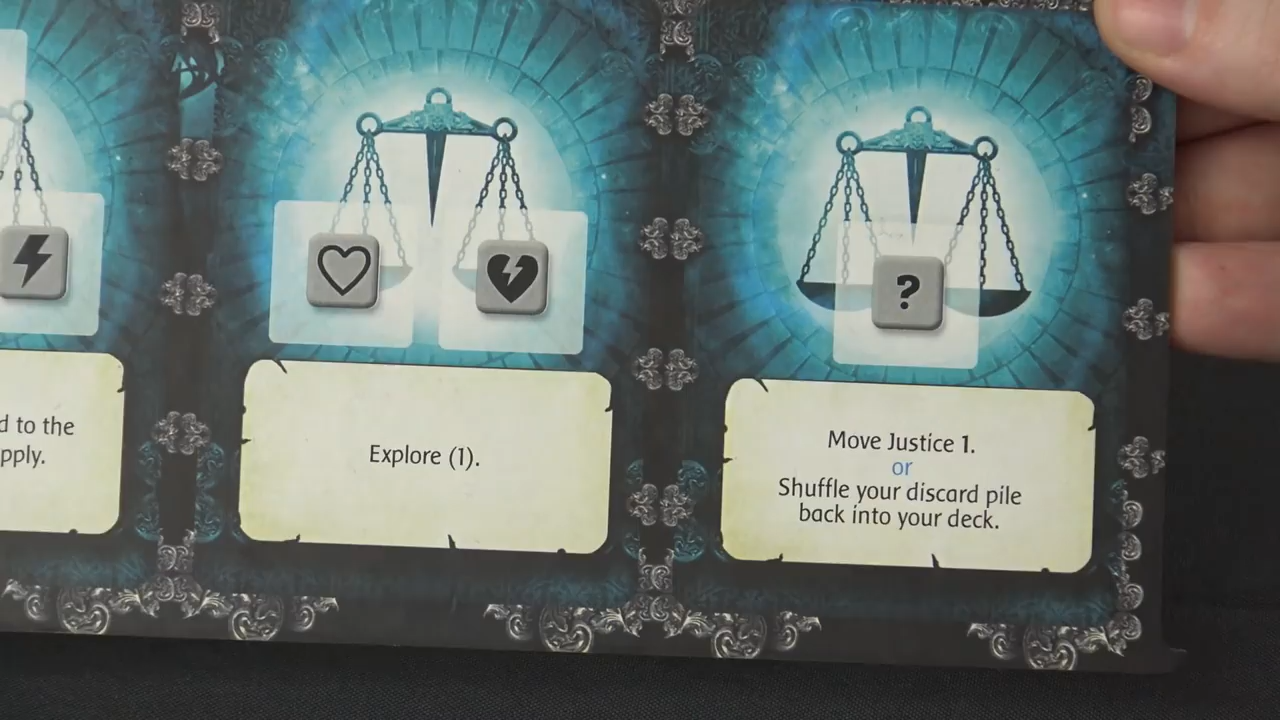 d to the
pply.
Explore (1).
?
Move Justice 1.
or
Shuffle your discard pile
back into your deck.